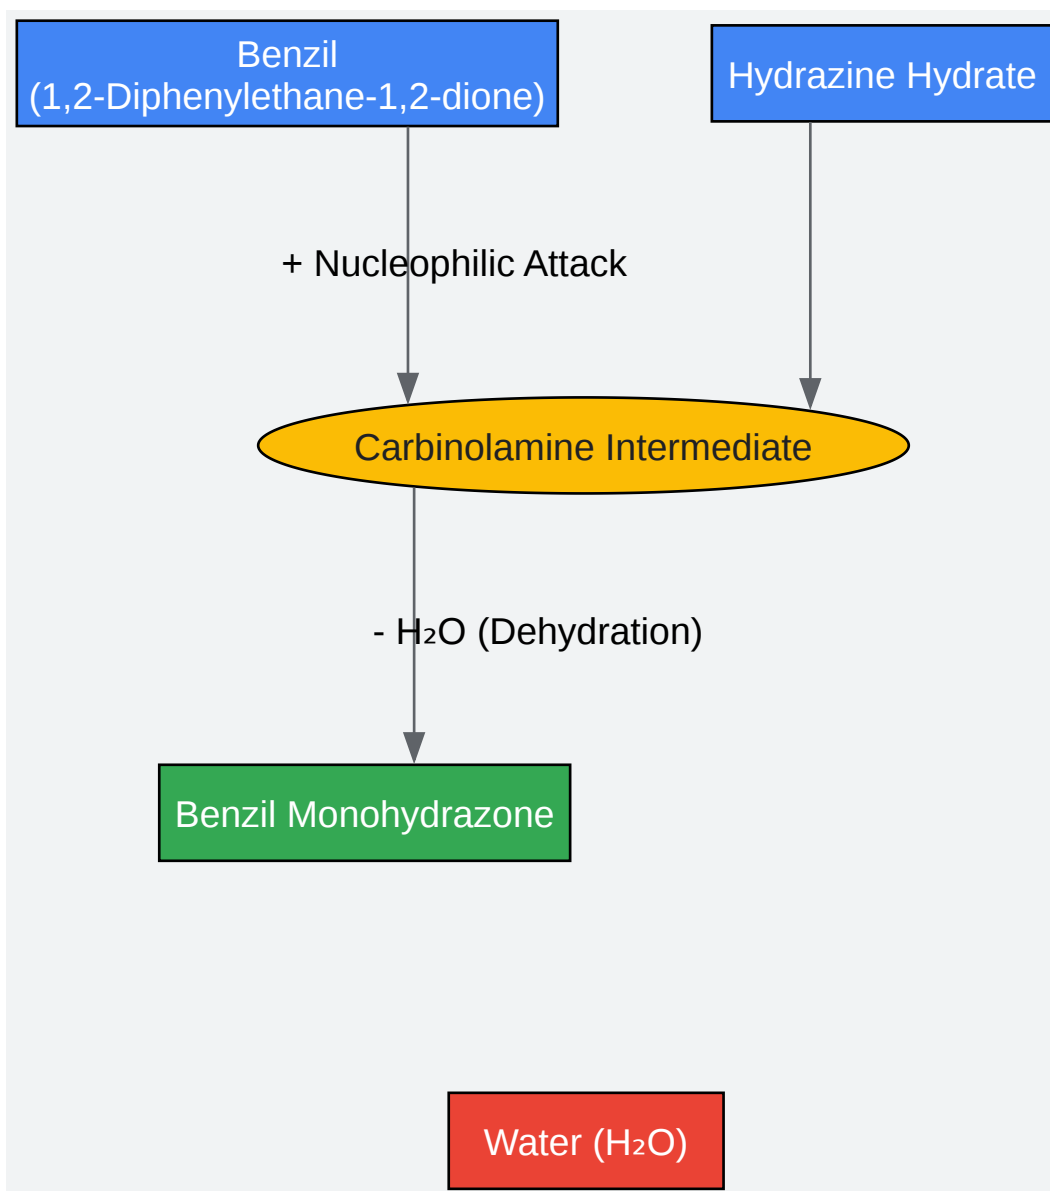 Benzil
(1,2-Diphenylethane-1,2-dione)
Hydrazine Hydrate
+ Nucleophilic Attack
Carbinolamine Intermediate
- H₂O (Dehydration)
Benzil Monohydrazone
Water (H₂O)